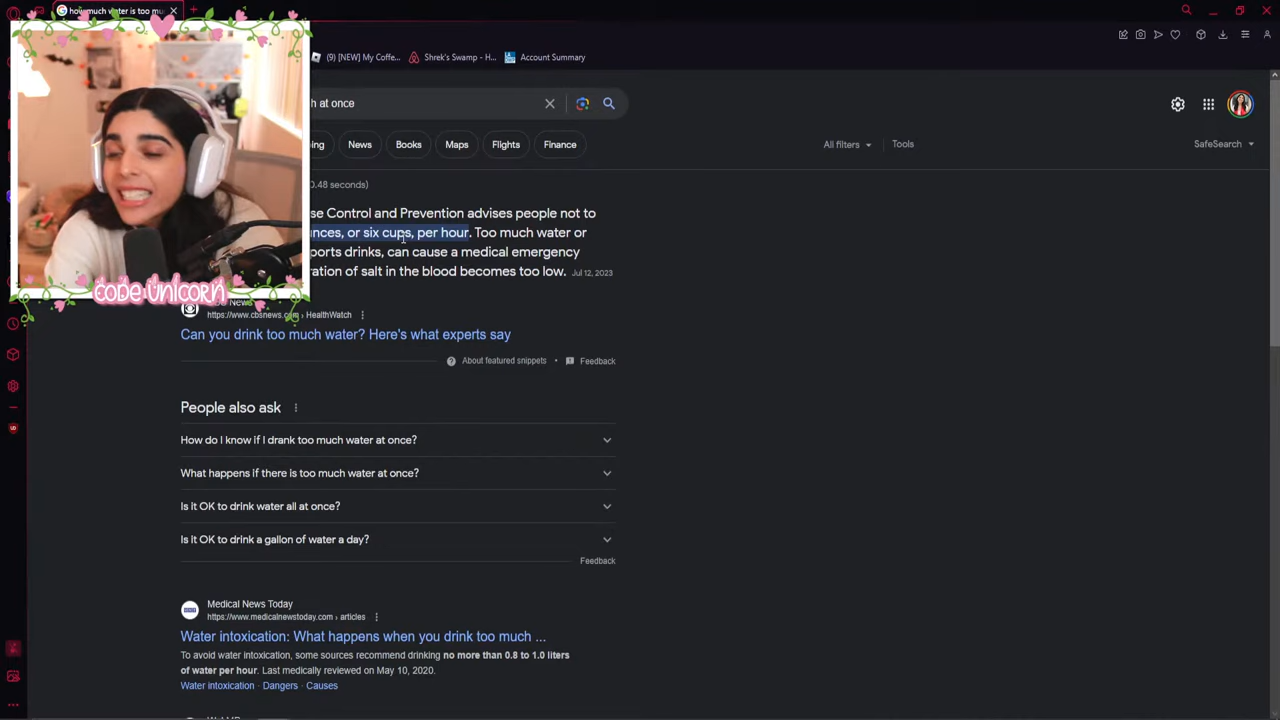 how much water is too mu
(9) [NEW] My Coffe...
Shrek's Swamp - H...
Account Summary
h at once
News
Books
Maps
Flights
Finance
All filters
Tools
SafeSearch
0.48 seconds)
se Control and Prevention advises people not to
or six cups, per hour. Too much water or
ports drinks, can cause a medical emergency
ration of salt in the blood becomes too low. Jul 12, 2023
CODE UNICORN
News
https://www.cbsnews.com › HealthWatch
Can you drink too much water? Here's what experts say
About featured snippets • Feedback
People also ask
How do I know if I drank too much water at once?
What happens if there is too much water at once?
Is it OK to drink water all at once?
Is it OK to drink a gallon of water a day?
Feedback
Medical News Today
https://www.medicalnewstoday.com › articles
Water intoxication: What happens when you drink too much ...
To avoid water intoxication, some sources recommend drinking no more than 0.8 to 1.0 liters
of water per hour. Last medically reviewed on May 10, 2020.
Water intoxication · Dangers · Causes